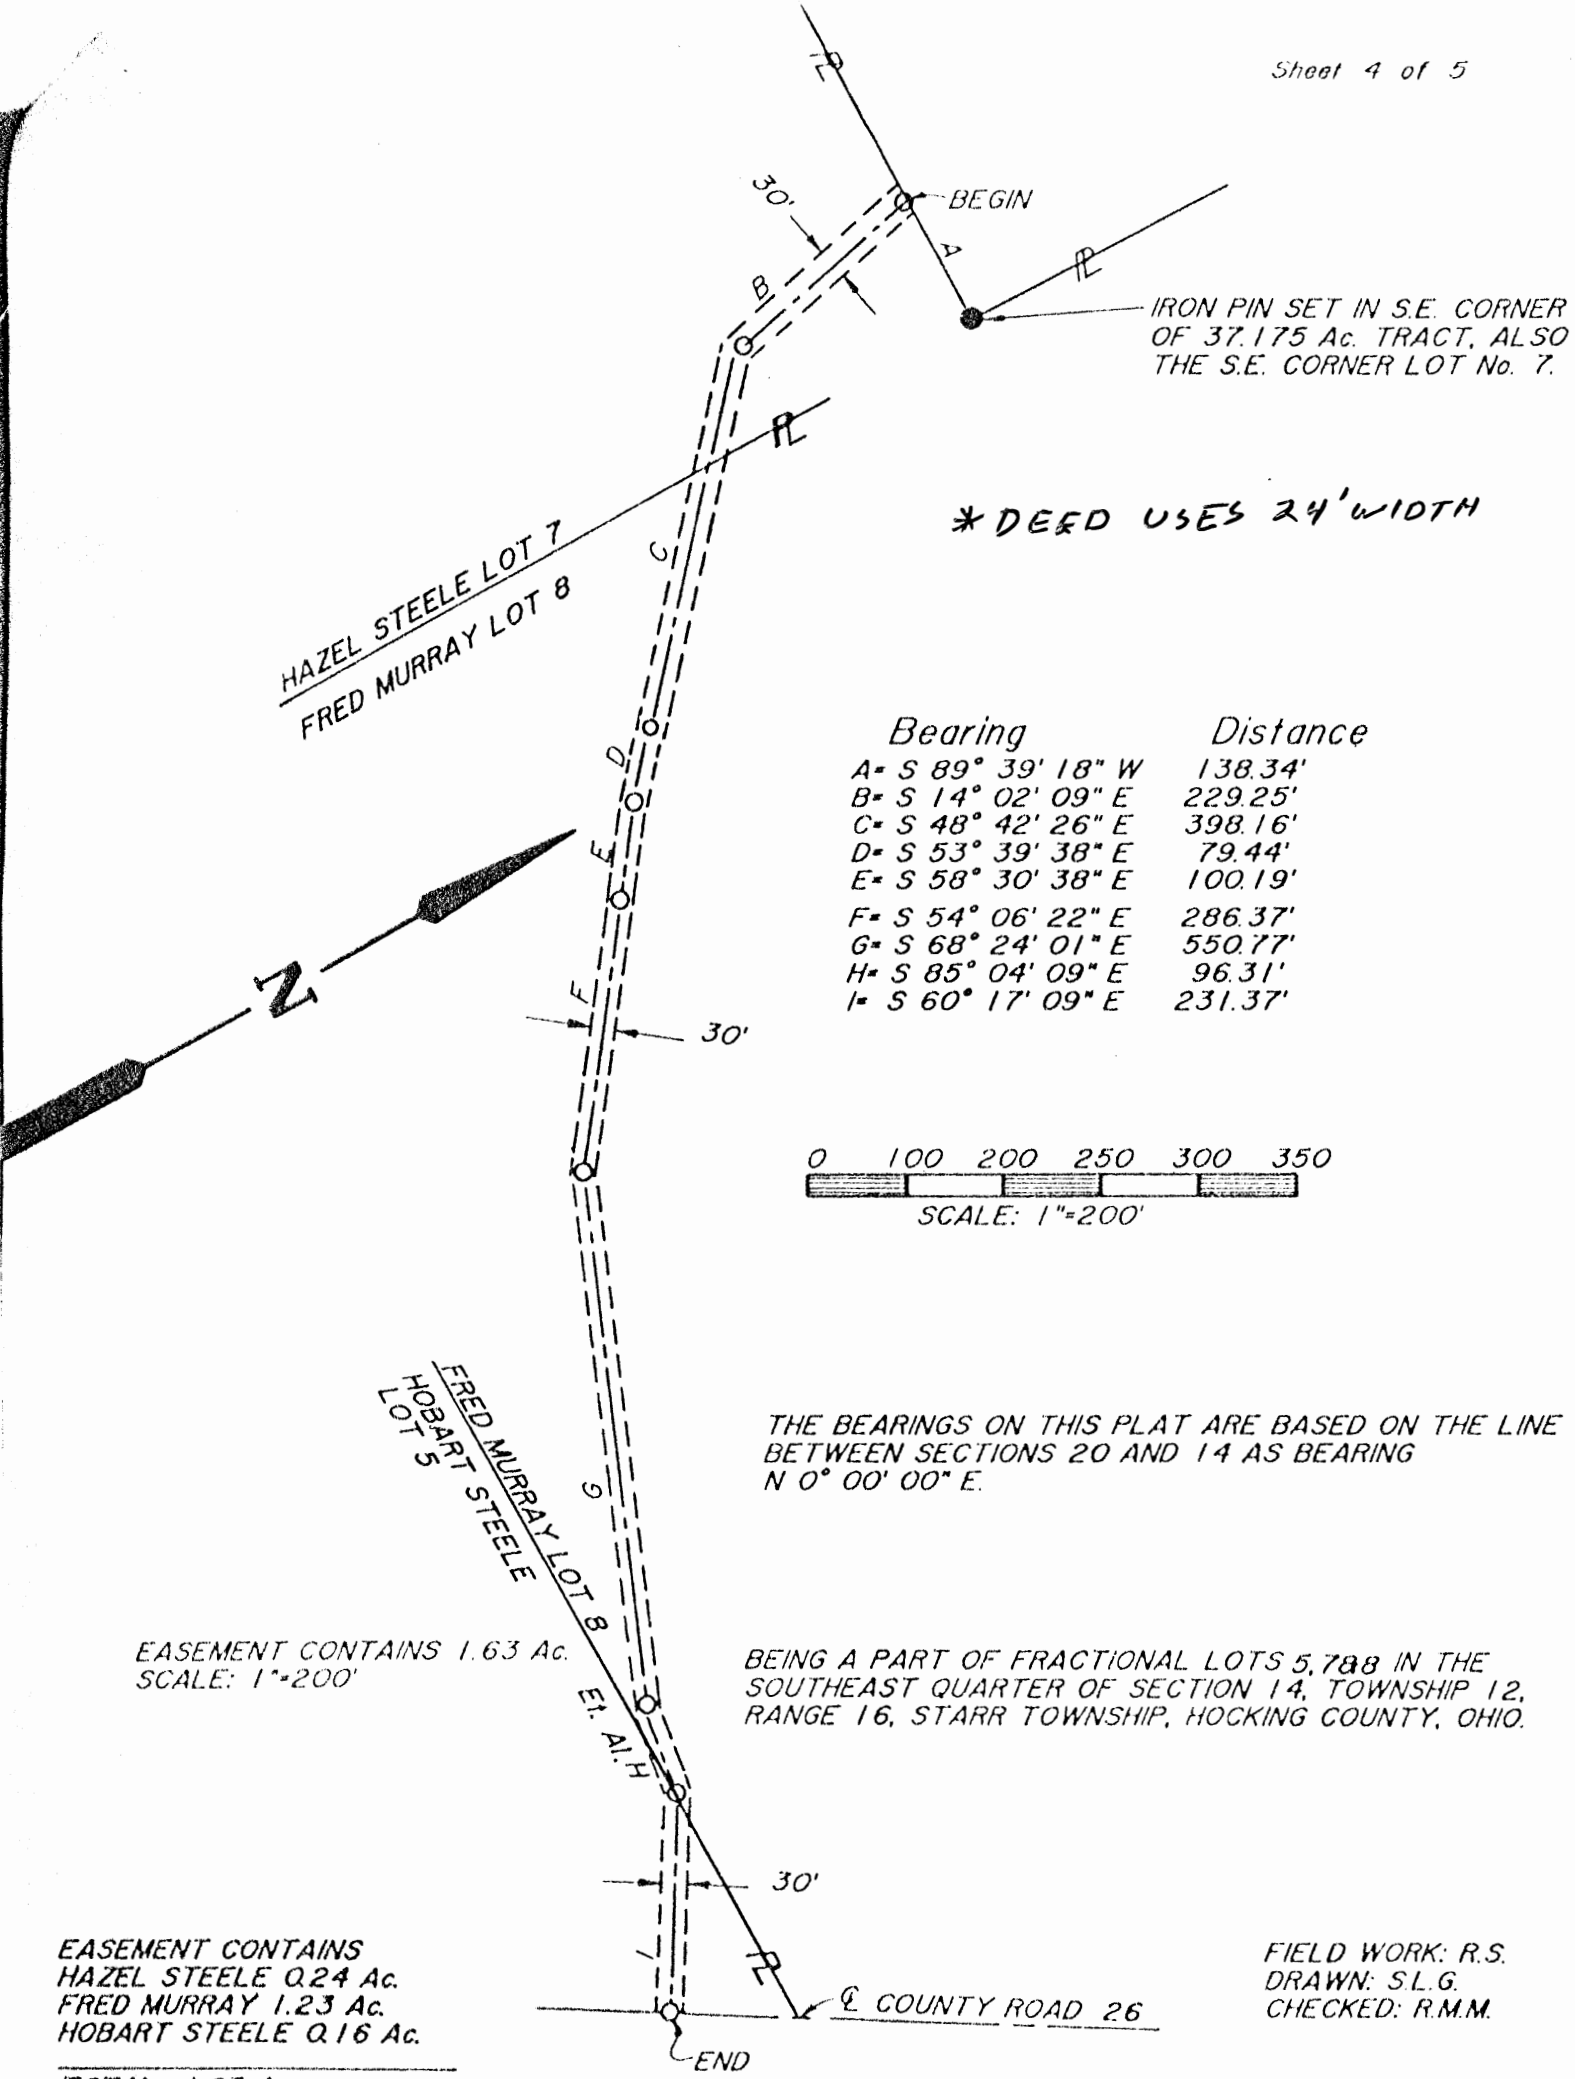 Sheet 4 of 5
PL
30'
BEGIN
A
PL
B
IRON PIN SET IN S.E. CORNER
OF 37.175 Ac. TRACT, ALSO
THE S.E. CORNER LOT No. 7.
PL
* DEED USES 24' WIDTH
HAZEL STEELE LOT 7
FRED MURRAY LOT 8
C
D
E
F
30'
N
Bearing Distance
A= S 89° 39' 18" W 138.34'
B= S 14° 02' 09" E 229.25'
C= S 48° 42' 26" E 398.16'
D= S 53° 39' 38" E 79.44'
E= S 58° 30' 38" E 100.19'
F= S 54° 06' 22" E 286.37'
G= S 68° 24' 01" E 550.77'
H= S 85° 04' 09" E 96.31'
I= S 60° 17' 09" E 231.37'
0 100 200 250 300 350
SCALE: 1"=200'
FRED MURRAY LOT 8
HOBART STEELE Et. Al.
LOT 5
G
THE BEARINGS ON THIS PLAT ARE BASED ON THE LINE
BETWEEN SECTIONS 20 AND 14 AS BEARING
N 0° 00' 00" E.
EASEMENT CONTAINS 1.63 Ac.
SCALE: 1"=200'
BEING A PART OF FRACTIONAL LOTS 5, 7&8 IN THE
SOUTHEAST QUARTER OF SECTION 14, TOWNSHIP 12,
RANGE 16, STARR TOWNSHIP, HOCKING COUNTY, OHIO.
H
30'
I
PL
EASEMENT CONTAINS
HAZEL STEELE 0.24 Ac.
FRED MURRAY 1.23 Ac.
HOBART STEELE 0.16 Ac.
CL COUNTY ROAD 26
END
FIELD WORK: R.S.
DRAWN: S.L.G.
CHECKED: R.M.M.